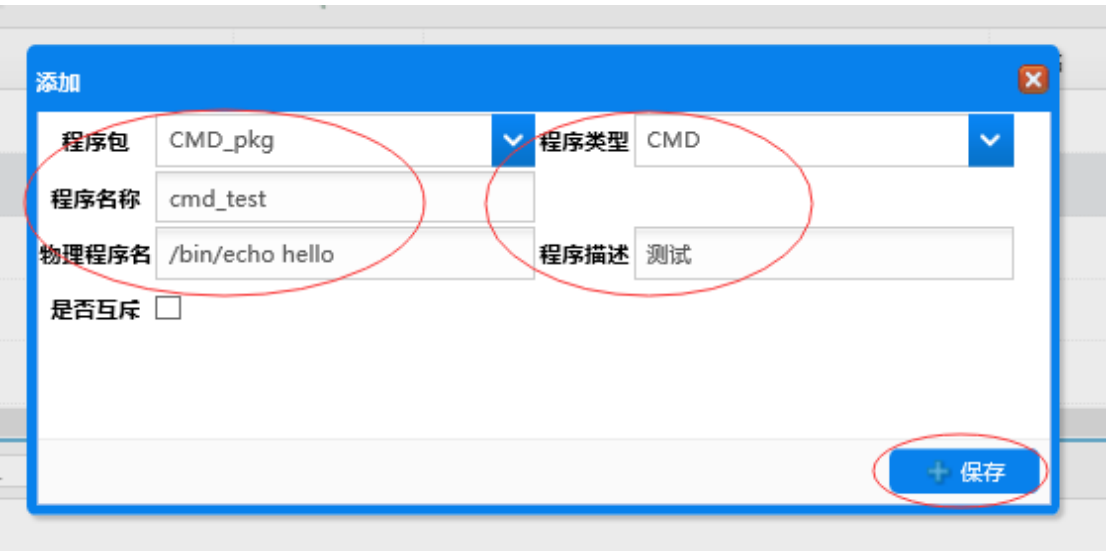 添加
程序包 CMD_pkg 程序类型 CMD
程序名称 cmd_test
物理程序名 /bin/echo hello 程序描述 测试
是否互斥
保存